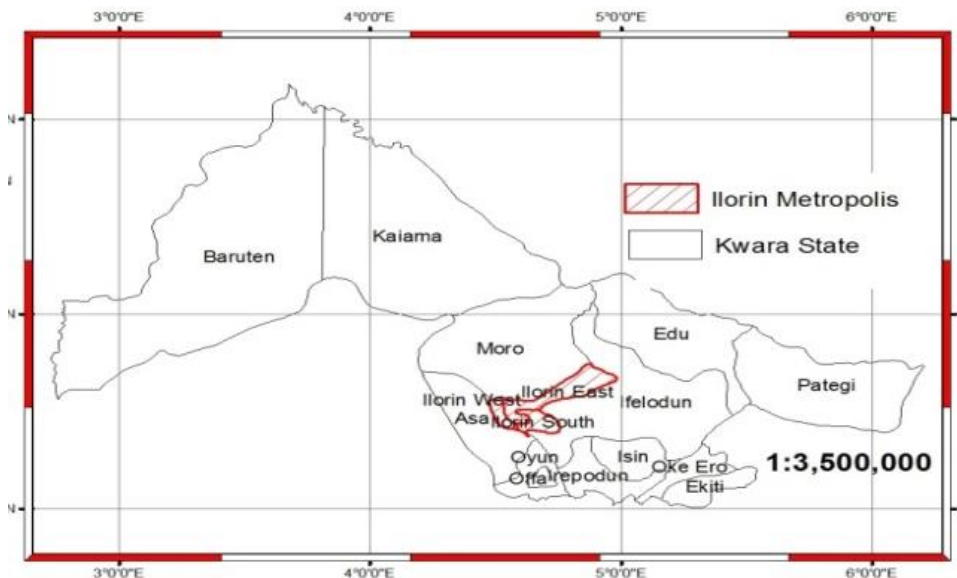 3°0'0"E 4°0'0"E 5°0'0"E 6°0'0"E
Ilorin Metropolis
Kwara State
Kaiama
Baruten
Edu
Moro
Pategi
Ilorin East
Ilorin West
Ifelodun
Asa
Ilorin South
Oyun
Isin
1:3,500,000
Oke Ero
Offa
Irepodun
Ekiti
3°0'0"E 4°0'0"E 5°0'0"E 6°0'0"E